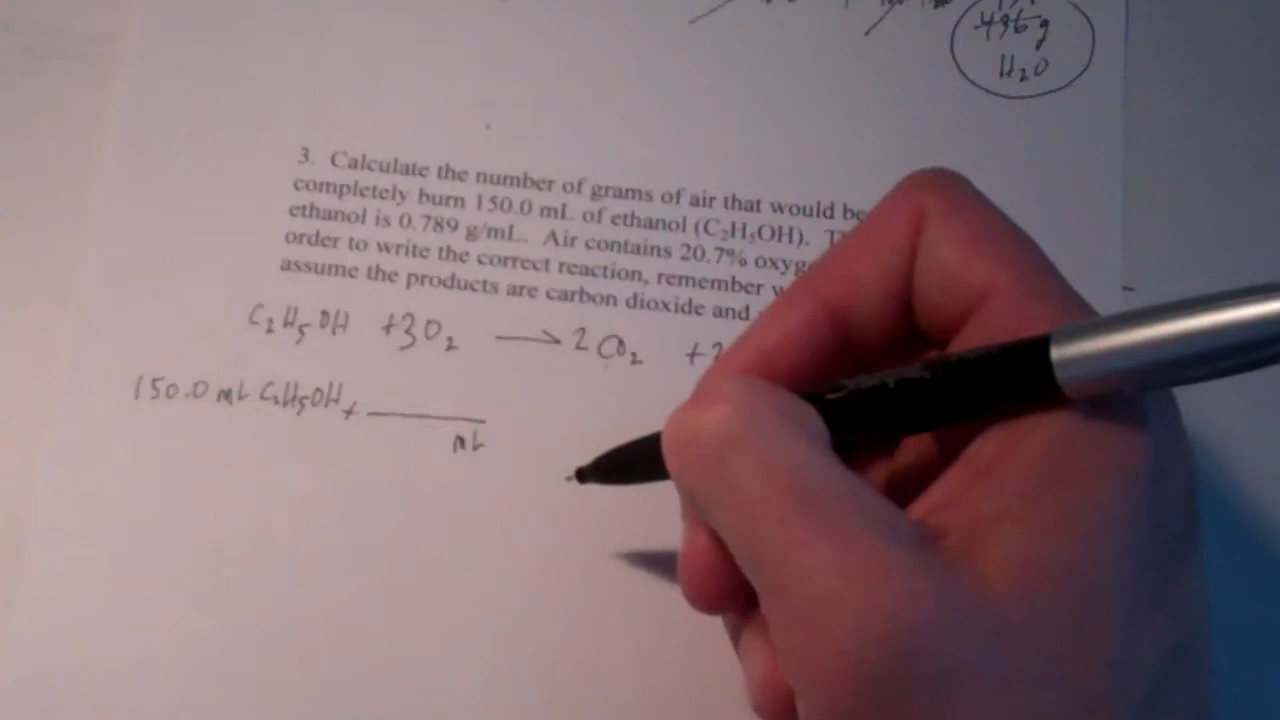 496g
H₂O
3. Calculate the number of grams of air that would be
completely burn 150.0 mL of ethanol (C₂H₅OH).
ethanol is 0.789 g/mL. Air contains 20.7%
order to write the correct reaction, remember
assume the products are carbon dioxide and
C₂H₅OH +3O₂ → 2CO₂ +
150.0 mL C₂H₅OH ×
mL